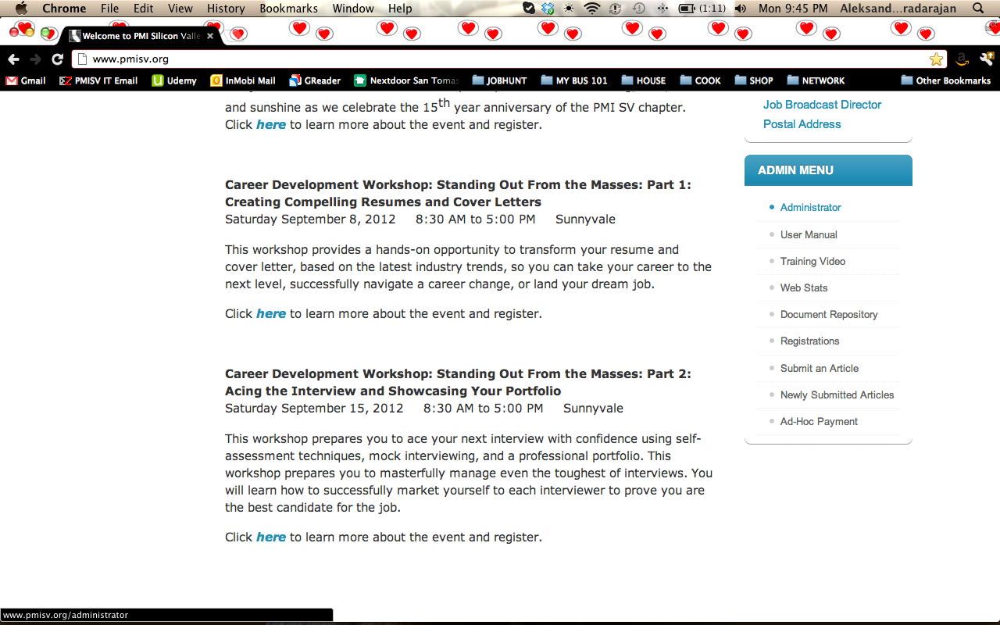 Chrome File Edit View History Bookmarks Window Help (1:11) Mon 9:45 PM Aleksand...radarajan
Welcome to PMI Silicon Valley
www.pmisv.org
Gmail PMISV IT Email Udemy InMobi Mail GReader Nextdoor San Tomas JOBHUNT MY BUS 101 HOUSE COOK SHOP NETWORK Other Bookmarks
and sunshine as we celebrate the 15th year anniversary of the PMI SV chapter.
Click here to learn more about the event and register.
Career Development Workshop: Standing Out From the Masses: Part 1:
Creating Compelling Resumes and Cover Letters
Saturday September 8, 2012 8:30 AM to 5:00 PM Sunnyvale
This workshop provides a hands-on opportunity to transform your resume and
cover letter, based on the latest industry trends, so you can take your career to the
next level, successfully navigate a career change, or land your dream job.
Click here to learn more about the event and register.
Career Development Workshop: Standing Out From the Masses: Part 2:
Acing the Interview and Showcasing Your Portfolio
Saturday September 15, 2012 8:30 AM to 5:00 PM Sunnyvale
This workshop prepares you to ace your next interview with confidence using self-
assessment techniques, mock interviewing, and a professional portfolio. This
workshop prepares you to masterfully manage even the toughest of interviews. You
will learn how to successfully market yourself to each interviewer to prove you are
the best candidate for the job.
Click here to learn more about the event and register.
Job Broadcast Director
Postal Address
ADMIN MENU
Administrator
User Manual
Training Video
Web Stats
Document Repository
Registrations
Submit an Article
Newly Submitted Articles
Ad-Hoc Payment
www.pmisv.org/administrator